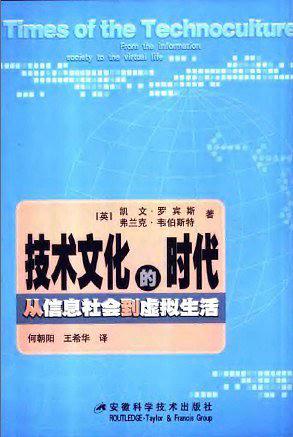 Times of the Technoculture
From the information
society to the virtual life
[英] 凯文·罗宾斯
弗兰克·韦伯斯特 著
技术文化的时代
从信息社会到虚拟生活
何朝阳 王希华 译
安徽科学技术出版社
ROUTLEDGE-Taylor & Francis Group